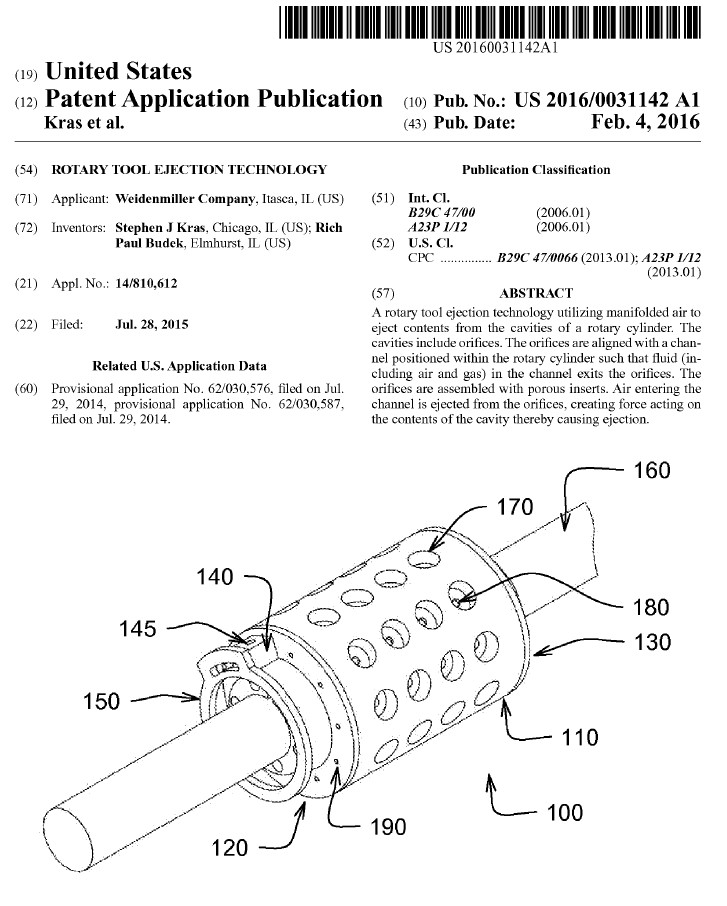 US 20160031142A1
(19) United States
(12) Patent Application Publication
Kras et al.
(10) Pub. No.: US 2016/0031142 A1
(43) Pub. Date: Feb. 4, 2016
(54) ROTARY TOOL EJECTION TECHNOLOGY
(71) Applicant: Weidenmiller Company, Itasca, IL (US)
(72) Inventors: Stephen J Kras, Chicago, IL (US); Rich
Paul Budek, Elmhurst, IL (US)
(21) Appl. No.: 14/810,612
(22) Filed: Jul. 28, 2015
Related U.S. Application Data
(60) Provisional application No. 62/030,576, filed on Jul.
29, 2014, provisional application No. 62/030,587,
filed on Jul. 29, 2014.
Publication Classification
(51) Int. Cl.
B29C 47/00 (2006.01)
A23P 1/12 (2006.01)
(52) U.S. Cl.
CPC ............... B29C 47/0066 (2013.01); A23P 1/12
(2013.01)
(57) ABSTRACT
A rotary tool ejection technology utilizing manifolded air to
eject contents from the cavities of a rotary cylinder. The
cavities include orifices. The orifices are aligned with a chan-
nel positioned within the rotary cylinder such that fluid (in-
cluding air and gas) in the channel exits the orifices. The
orifices are assembled with porous inserts. Air entering the
channel is ejected from the orifices, creating force acting on
the contents of the cavity thereby causing ejection.
160
170
140
180
145
130
150
110
100
190
120